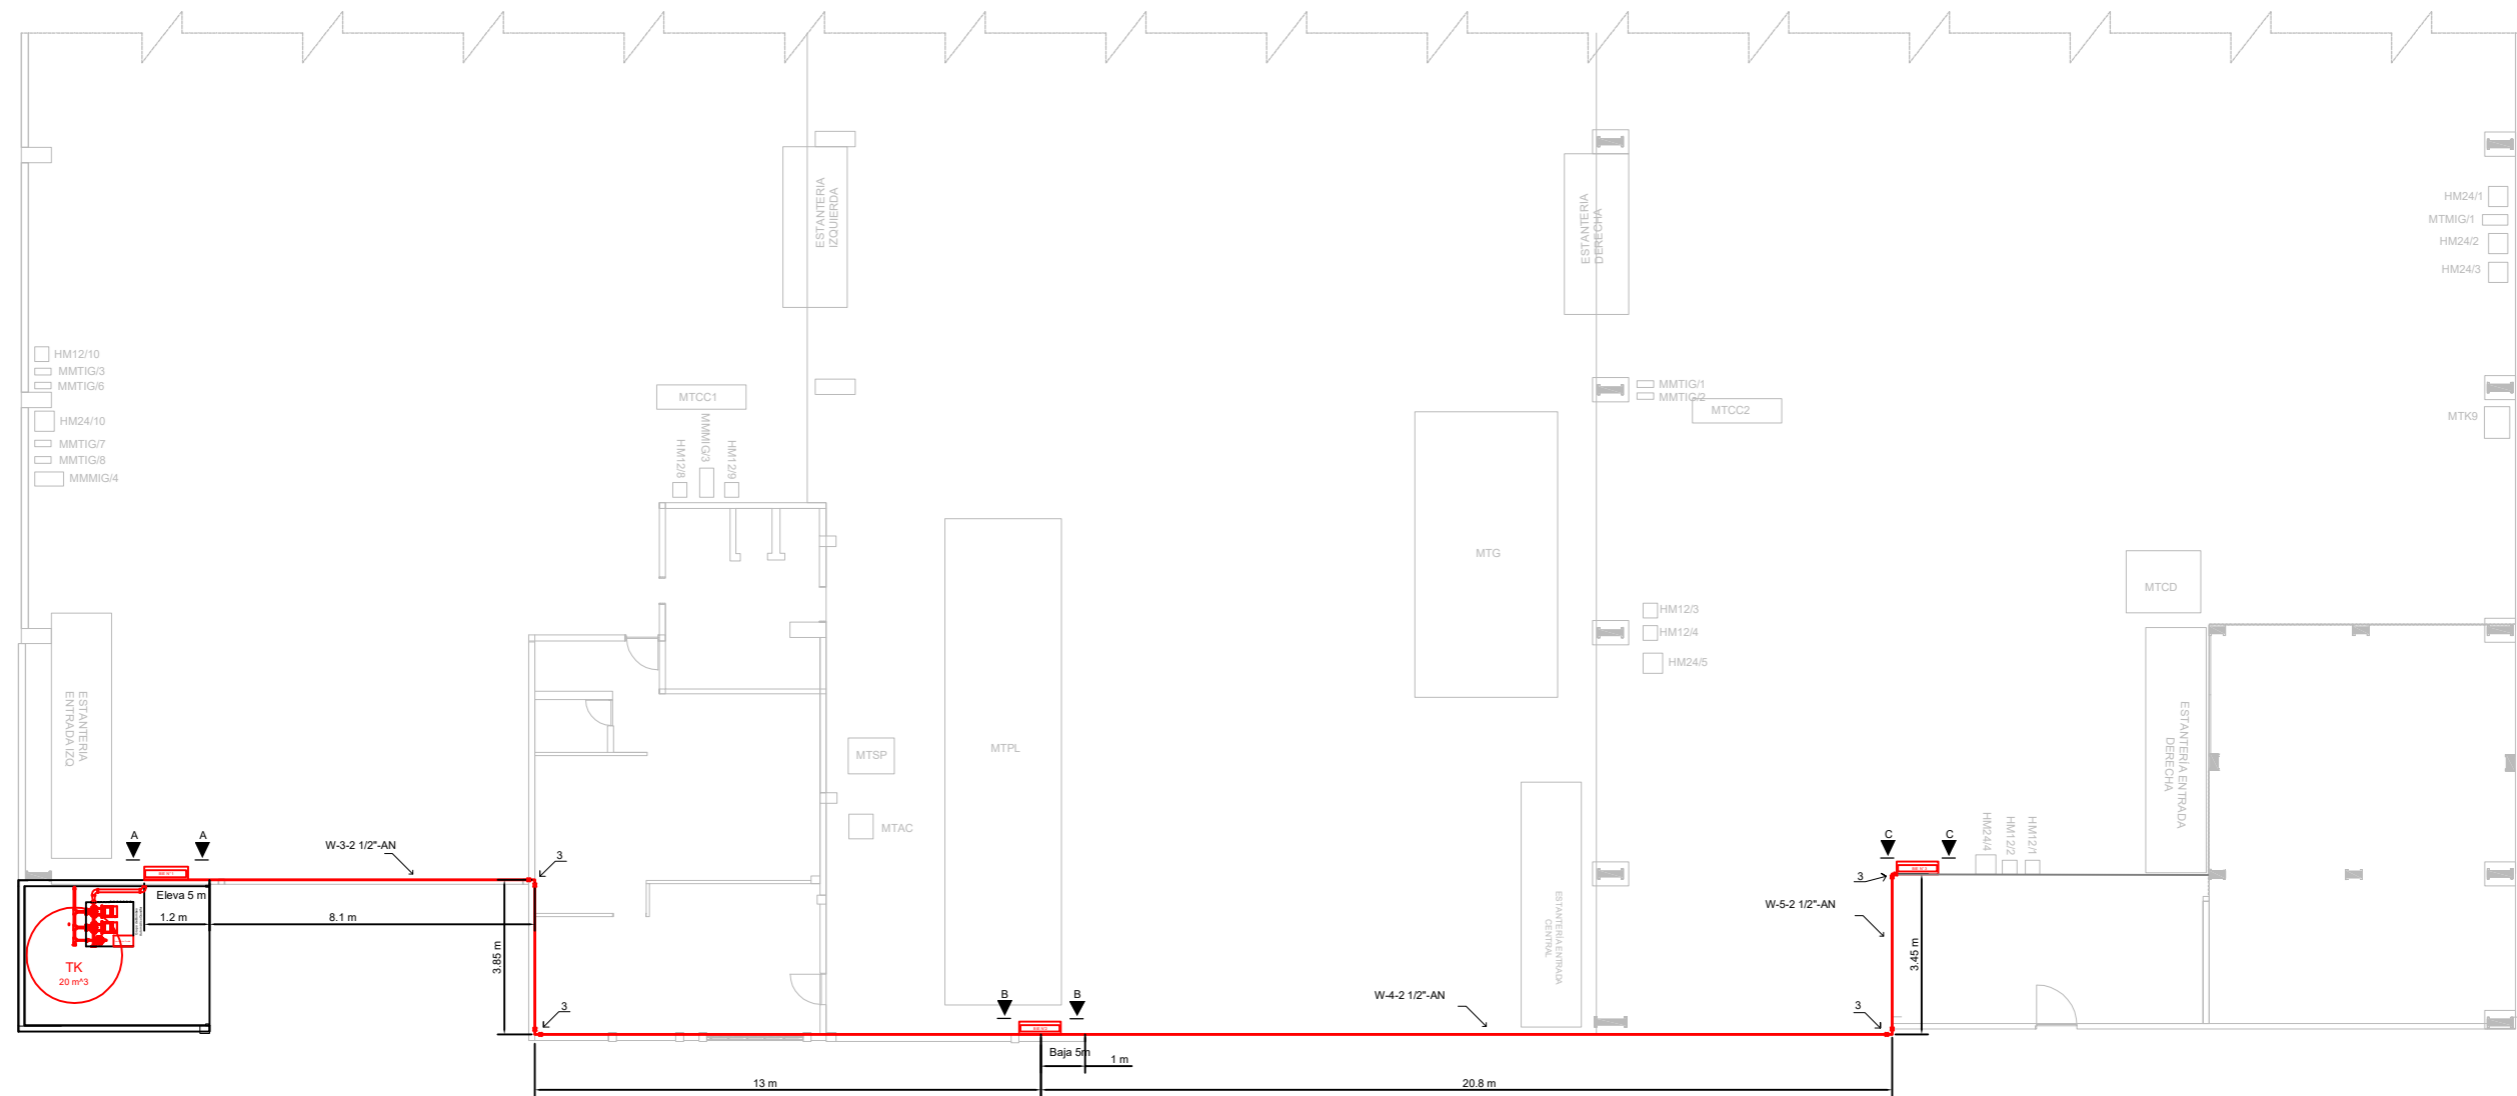 HM24/1
MTMIG/1
HM24/2
HM24/3
ESTANTERIA
IZQUIERDA
ESTANTERIA
DERECHA
HM12/10
MMTIG/3
MMTIG/6
HM24/10
MMTIG/7
MMTIG/8
MMMIG/4
MTCC1
HM12/8
MMMIG/3
HM12/9
MMTIG/1
MMTIG/2
MTCC2
MTK9
MTG
MTCD
HM12/3
HM12/4
HM24/5
ESTANTERIA
ENTRADA IZQ
MTSP
MTPL
MTAC
ESTANTERÍA ENTRADA
DERECHA
HM24/4
HM12/2
HM12/1
A
A
W-3-2 1/2"-AN
3
C
C
3
Eleva 5 m
1.2 m
8.1 m
3.85 m
TK
20 m^3
ESTANTERÍA ENTRADA
CENTRAL
W-5-2 1/2"-AN
3.45 m
B
B
W-4-2 1/2"-AN
3
3
Baja 5m
1 m
13 m
20.8 m